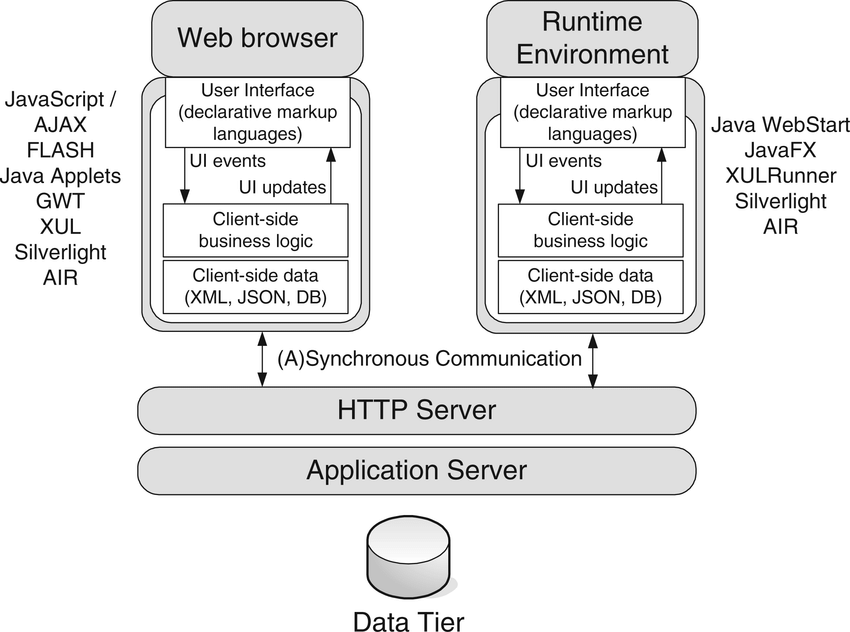 Web browser
Runtime
Environment
JavaScript /
AJAX
FLASH
Java Applets
GWT
XUL
Silverlight
AIR
User Interface
(declarative markup
languages)
UI events
UI updates
Client-side
business logic
Client-side data
(XML, JSON, DB)
User Interface
(declarative markup
languages)
UI events
UI updates
Client-side
business logic
Client-side data
(XML, JSON, DB)
Java WebStart
JavaFX
XULRunner
Silverlight
AIR
(A)Synchronous Communication
HTTP Server
Application Server
Data Tier